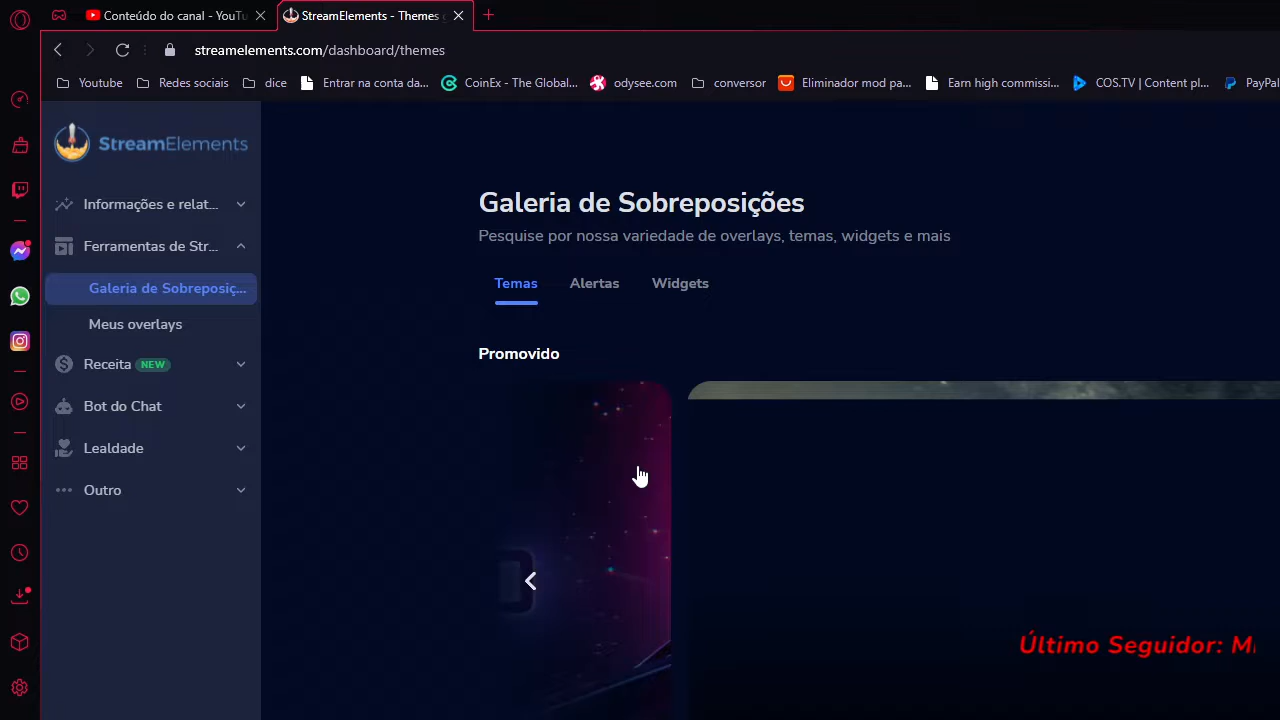 Conteúdo do canal - YouTu
StreamElements - Themes
streamelements.com/dashboard/themes
Youtube
Redes sociais
dice
Entrar na conta da...
CoinEx - The Global...
odysee.com
conversor
Eliminador mod pa...
Earn high commissi...
COS.TV | Content pl...
PayPal
StreamElements
Informações e relat...
Ferramentas de Str...
Galeria de Sobreposiç...
Meus overlays
Receita NEW
Bot do Chat
Lealdade
Outro
Galeria de Sobreposições
Pesquise por nossa variedade de overlays, temas, widgets e mais
Temas Alertas Widgets
Promovido
Último Seguidor: M